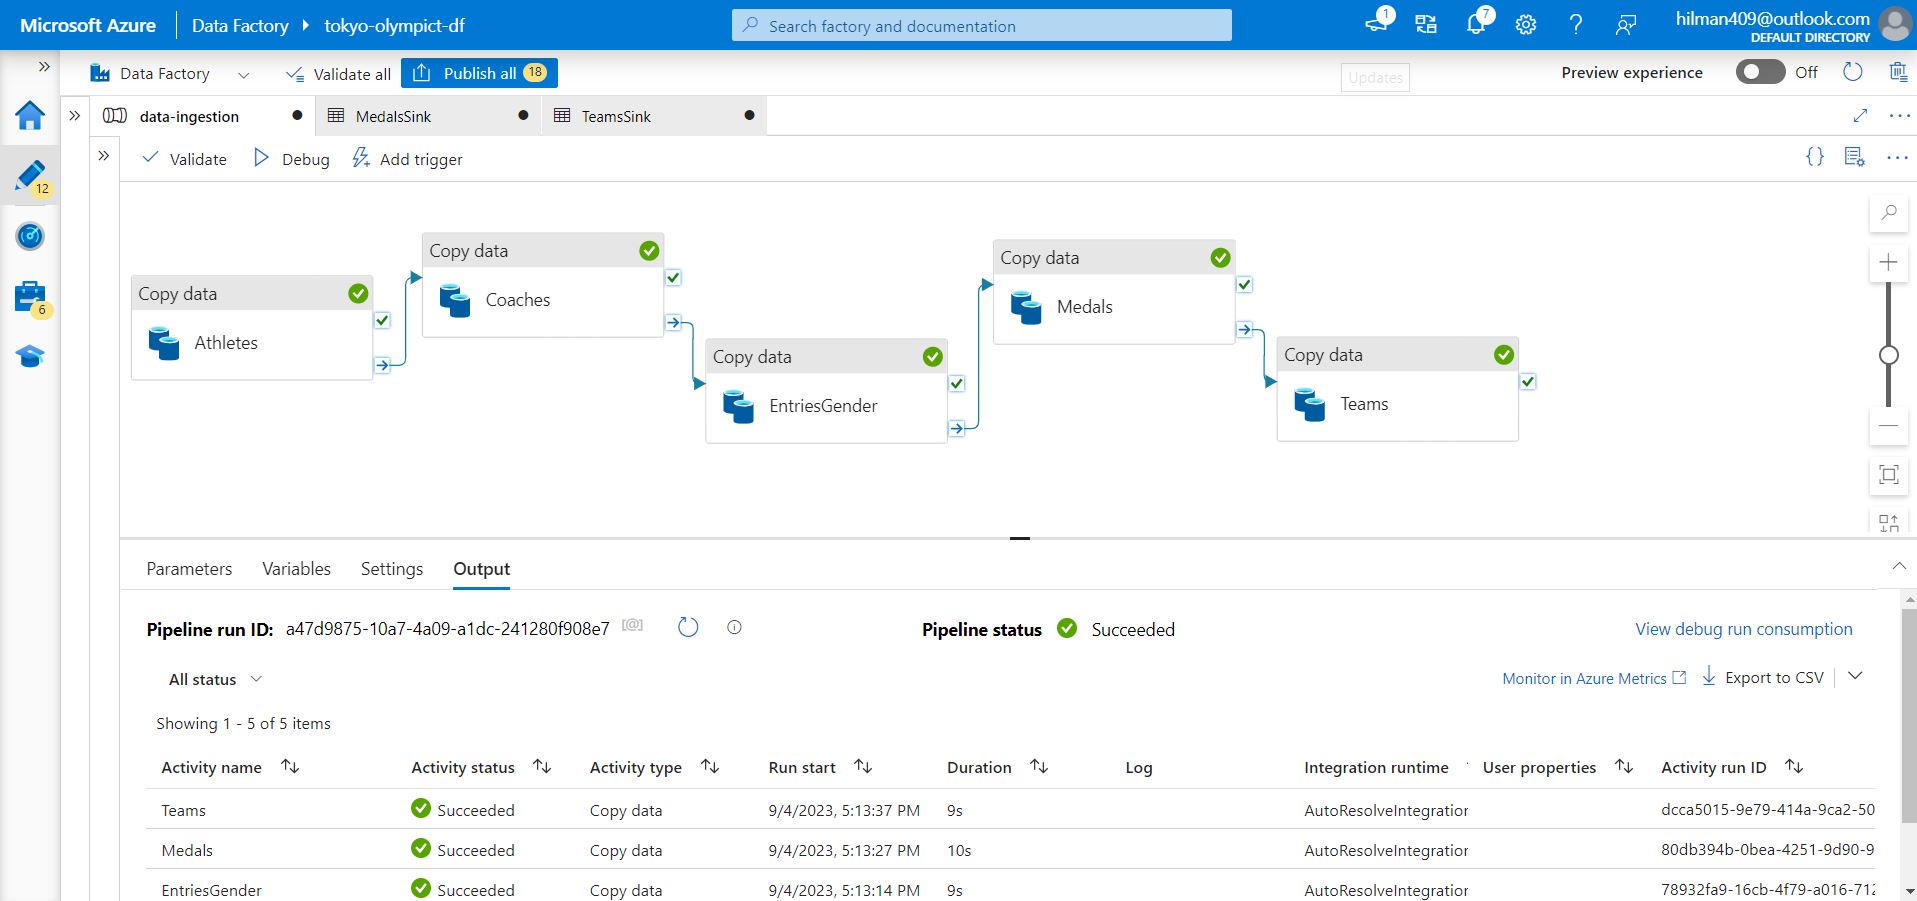 Microsoft Azure
Data Factory
tokyo-olympict-df
Search factory and documentation
1
7
hilman409@outlook.com
DEFAULT DIRECTORY
Data Factory
Validate all
Publish all 18
Updates
Preview experience
Off
12
6
data-ingestion
MedalsSink
TeamsSink
Validate
Debug
Add trigger
Copy data
Athletes
Copy data
Coaches
Copy data
EntriesGender
Copy data
Medals
Copy data
Teams
Parameters
Variables
Settings
Output
Pipeline run ID: a47d9875-10a7-4a09-a1dc-241280f908e7
Pipeline status Succeeded
View debug run consumption
All status
Monitor in Azure Metrics
Export to CSV
Showing 1 - 5 of 5 items
Activity name Activity status Activity type Run start Duration Log Integration runtime User properties Activity run ID
Teams Succeeded Copy data 9/4/2023, 5:13:37 PM 9s AutoResolveIntegration dcca5015-9e79-414a-9ca2-50
Medals Succeeded Copy data 9/4/2023, 5:13:27 PM 10s AutoResolveIntegration 80db394b-0bea-4251-9d90-9
EntriesGender Succeeded Copy data 9/4/2023, 5:13:14 PM 9s AutoResolveIntegration 78932fa9-16cb-4f79-a016-712